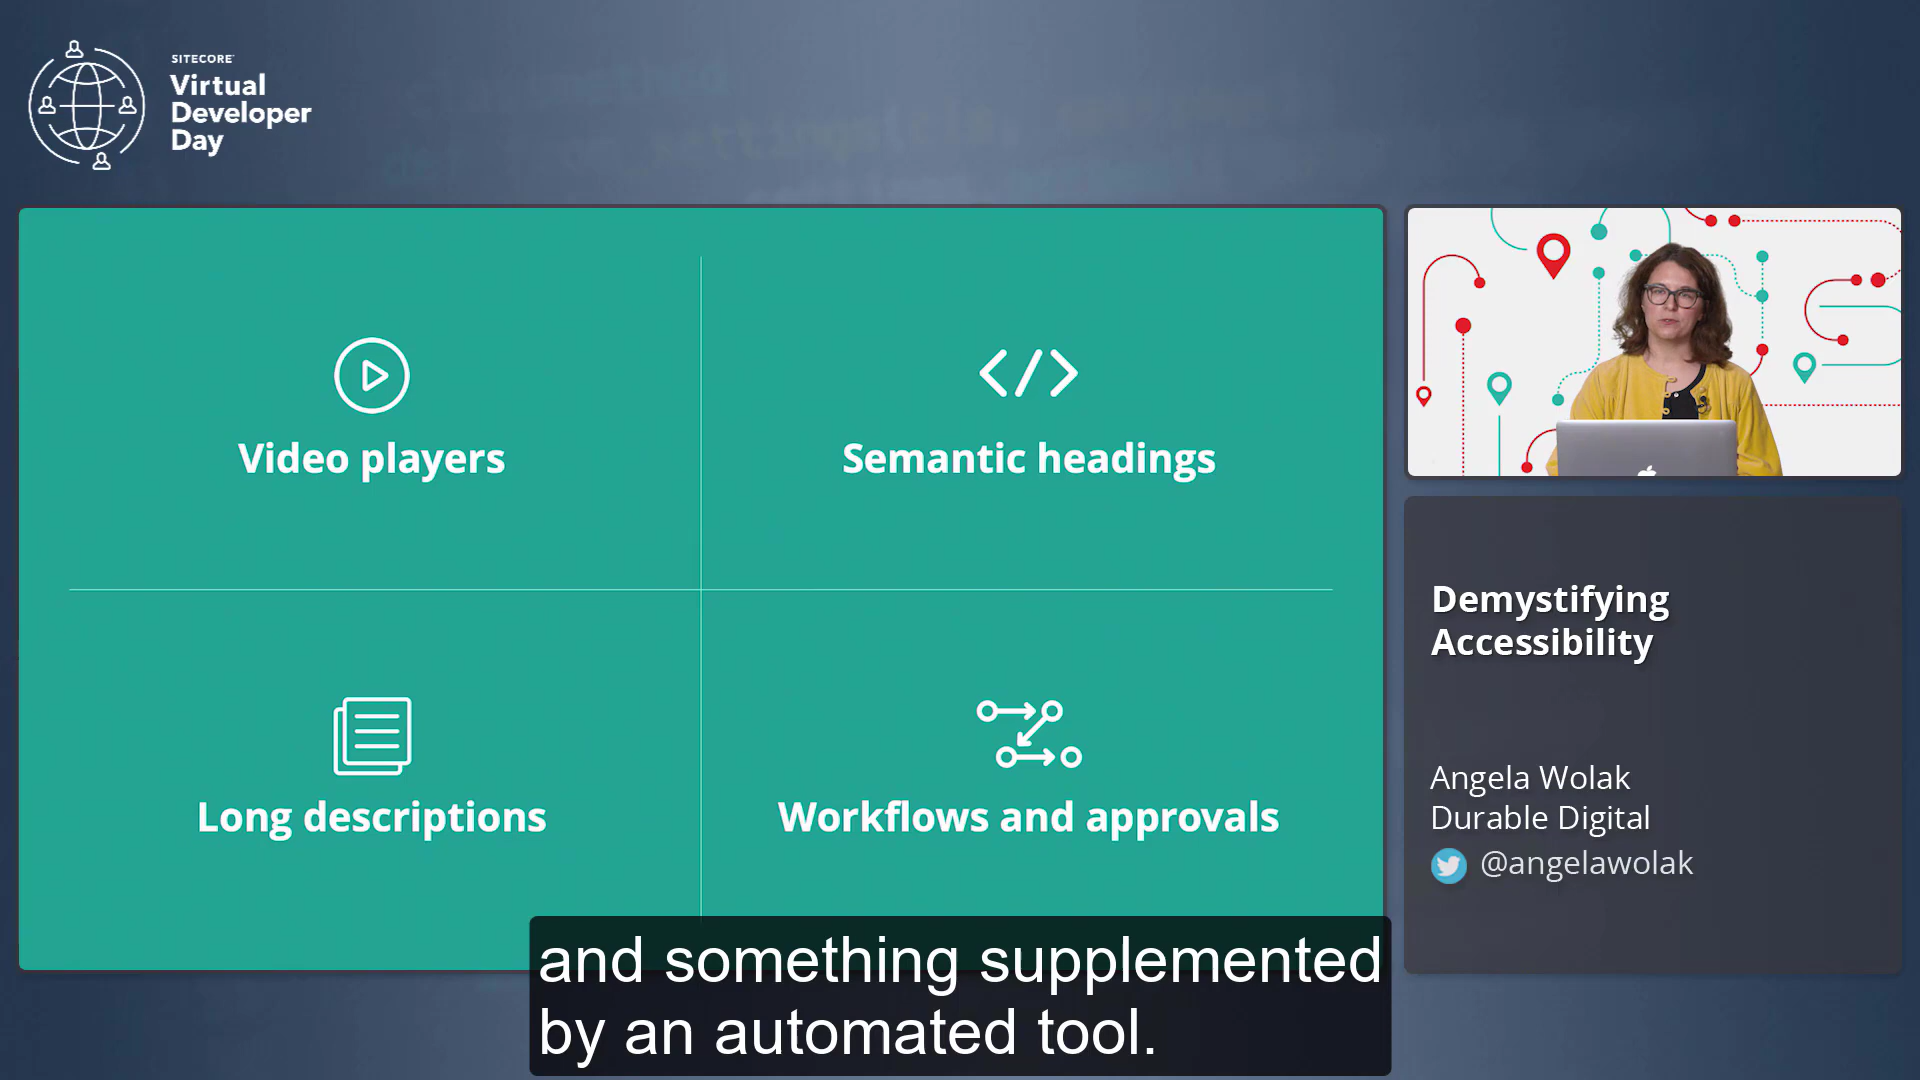 SITECORE
Virtual
Developer
Day
Video players
Semantic headings
Long descriptions
Workflows and approvals
Demystifying
Accessibility
Angela Wolak
Durable Digital
@angelawolak
and something supplemented
by an automated tool.